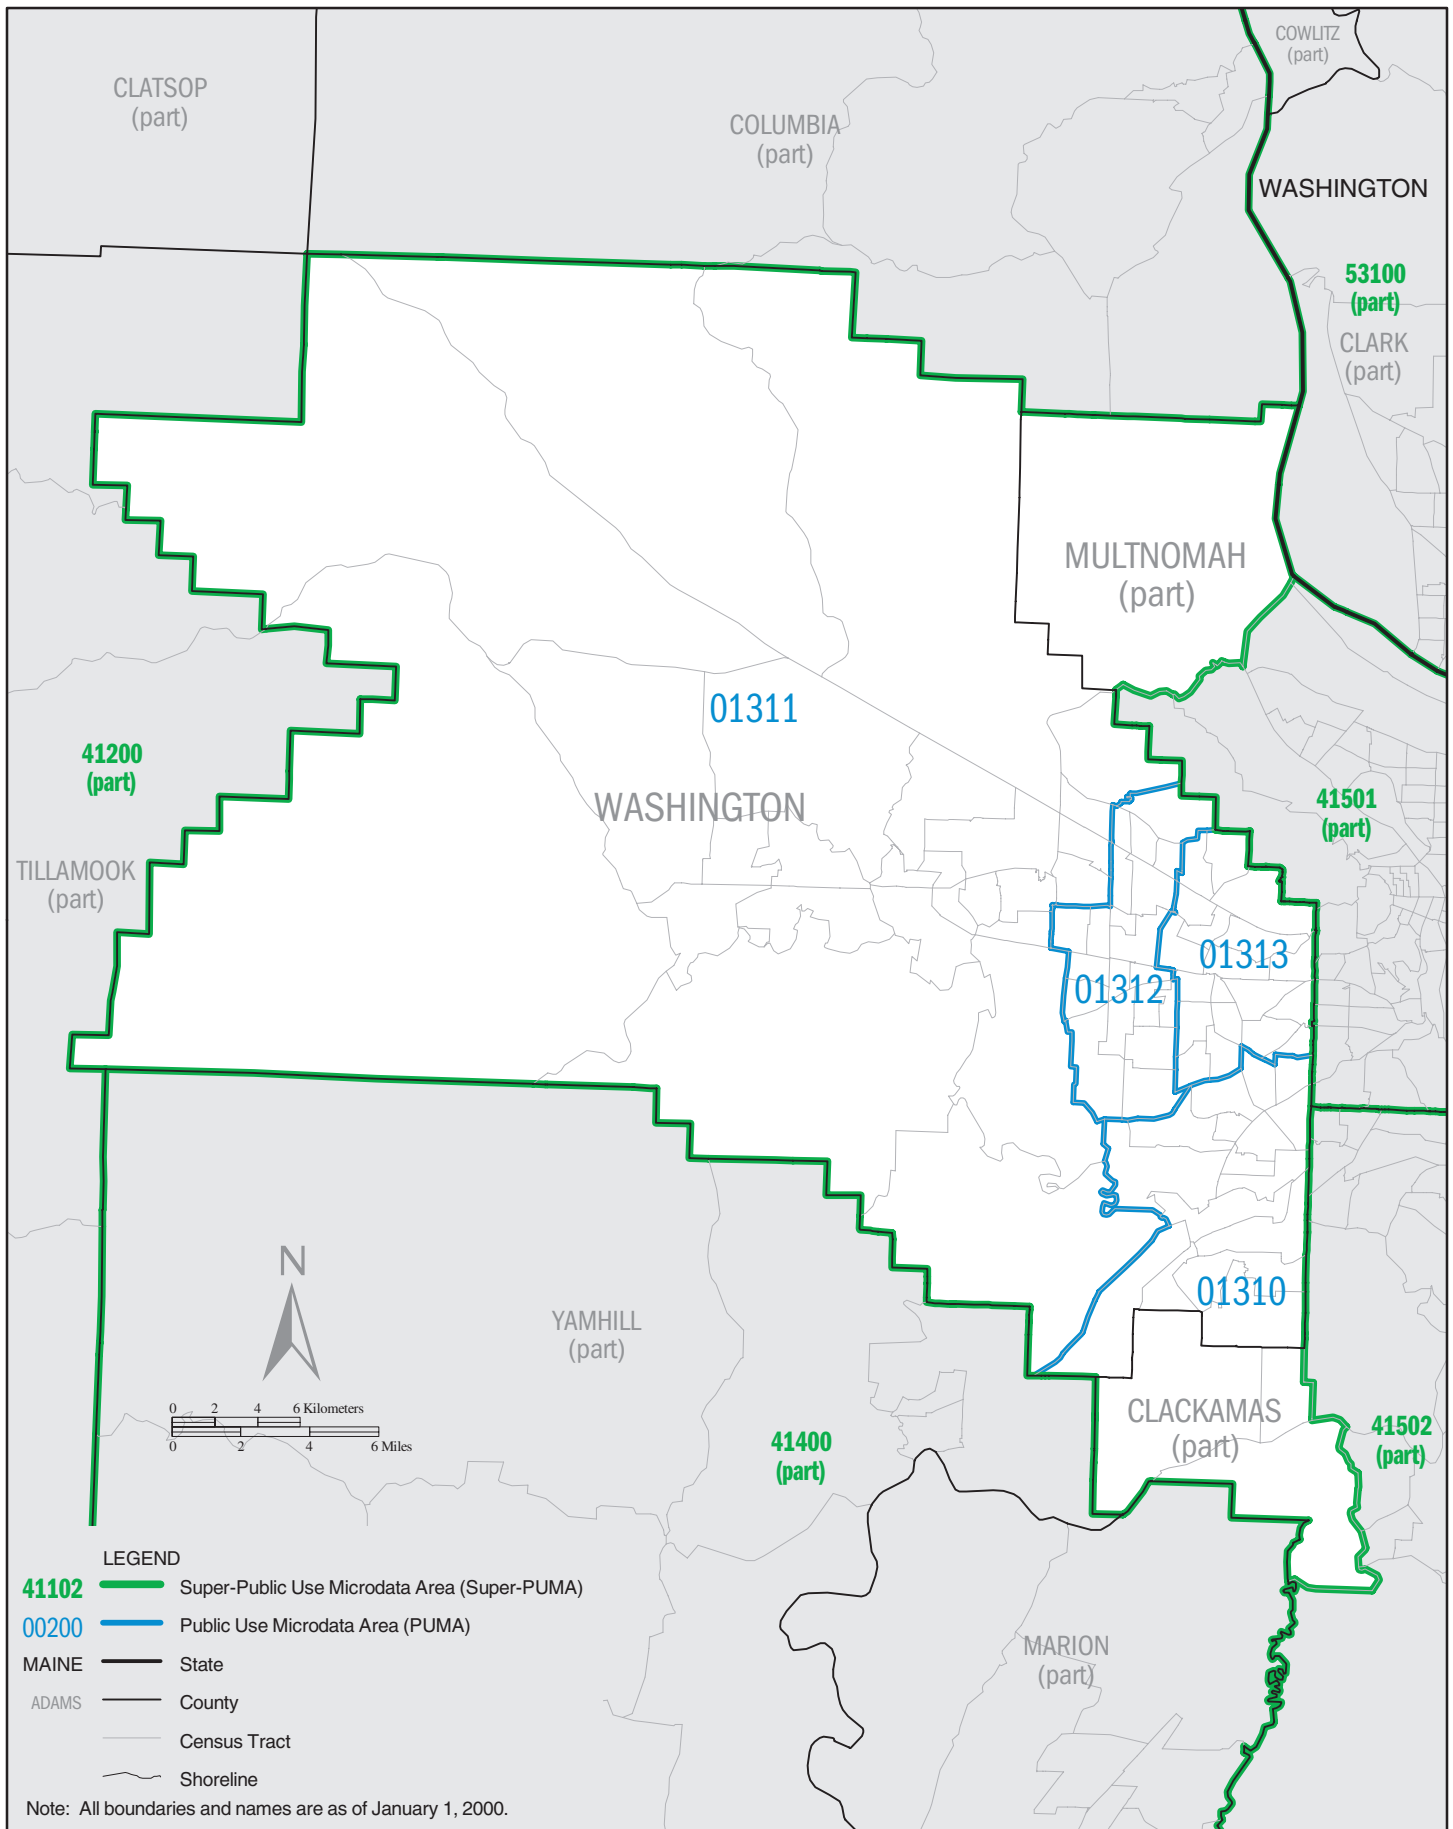 COWLITZ
(part)
CLATSOP
(part)
COLUMBIA
(part)
WASHINGTON
53100
(part)
CLARK
(part)
MULTNOMAH
(part)
01311
WASHINGTON
41200
(part)
41501
(part)
TILLAMOOK
(part)
01313
01312
N
01310
YAMHILL
(part)
0 2 4 6 Kilometers
0 2 4 6 Miles
CLACKAMAS
(part)
41400
(part)
41502
(part)
LEGEND
41102 Super-Public Use Microdata Area (Super-PUMA)
00200 Public Use Microdata Area (PUMA)
MAINE State
ADAMS County
Census Tract
Shoreline
MARION
(part)
Note: All boundaries and names are as of January 1, 2000.